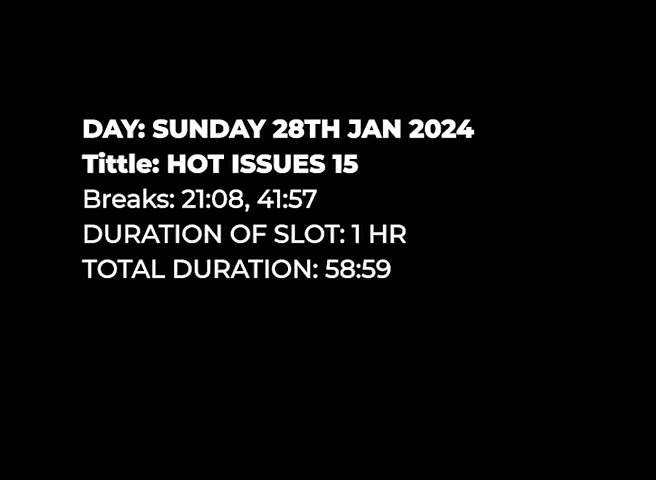 DAY: SUNDAY 28TH JAN 2024
Tittle: HOT ISSUES 15
Breaks: 21:08, 41:57
DURATION OF SLOT: 1 HR
TOTAL DURATION: 58:59